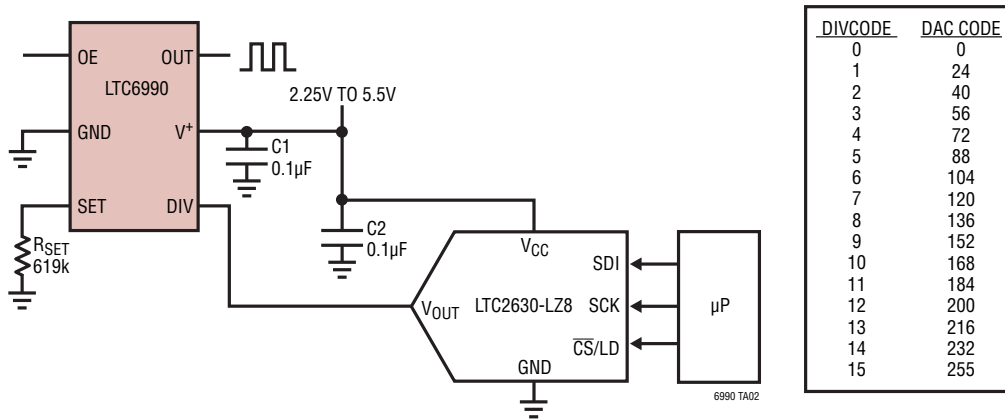 OE OUT
LTC6990
2.25V TO 5.5V
GND V+
C1
0.1µF
SET DIV
RSET
619k
C2
0.1µF
VCC
SDI
VOUT LTC2630-LZ8 SCK µP
CS/LD
GND
6990 TA02
DIVCODE DAC CODE
0 0
1 24
2 40
3 56
4 72
5 88
6 104
7 120
8 136
9 152
10 168
11 184
12 200
13 216
14 232
15 255